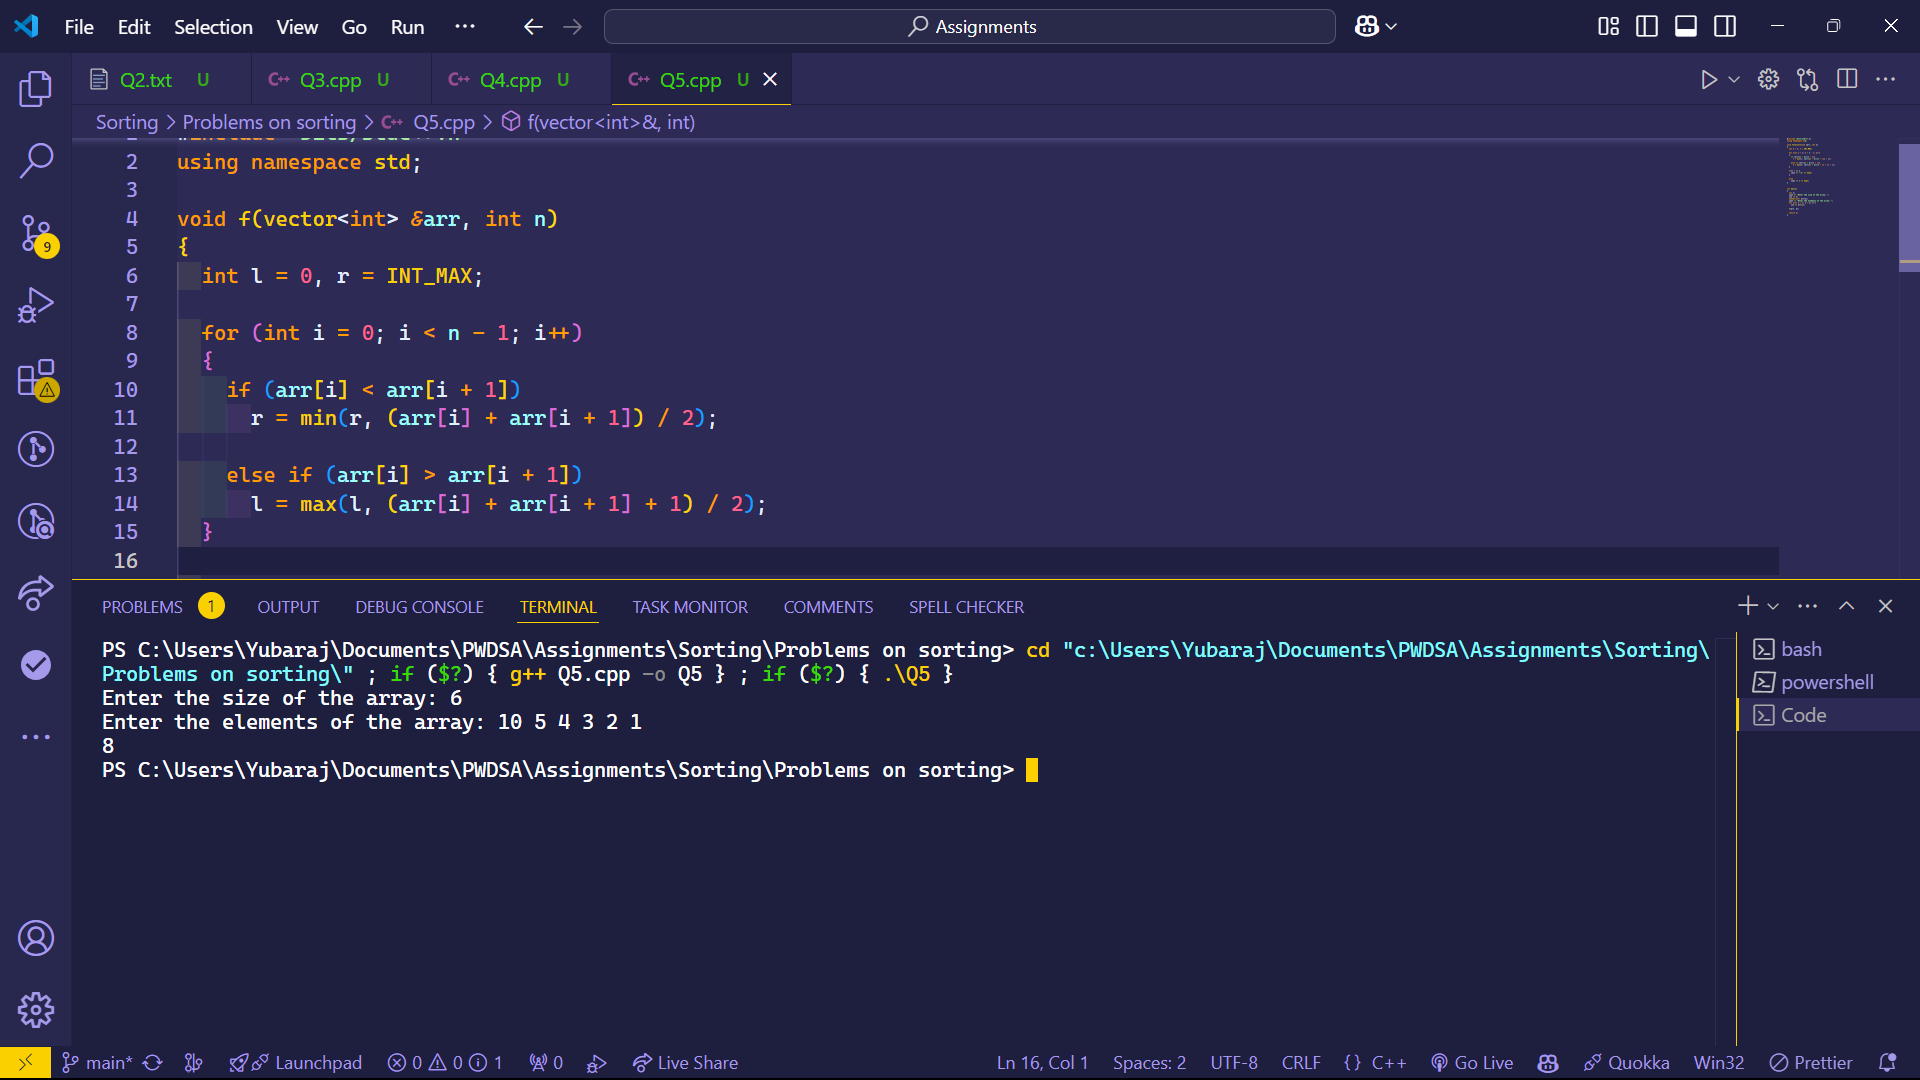 File Edit Selection View Go Run ··· Assignments
Q2.txt U C++ Q3.cpp U C++ Q4.cpp U C++ Q5.cpp U
Sorting > Problems on sorting > C++ Q5.cpp > f(vector<int>&, int)
2 using namespace std;
3
4 void f(vector<int> &arr, int n)
5 {
6 int l = 0, r = INT_MAX;
7
8 for (int i = 0; i < n - 1; i++)
9 {
10 if (arr[i] < arr[i + 1])
11 r = min(r, (arr[i] + arr[i + 1]) / 2);
12
13 else if (arr[i] > arr[i + 1])
14 l = max(l, (arr[i] + arr[i + 1] + 1) / 2);
15 }
16
PROBLEMS 1 OUTPUT DEBUG CONSOLE TERMINAL TASK MONITOR COMMENTS SPELL CHECKER
PS C:\Users\Yubaraj\Documents\PWDSA\Assignments\Sorting\Problems on sorting> cd "c:\Users\Yubaraj\Documents\PWDSA\Assignments\Sorting\
Problems on sorting\" ; if ($?) { g++ Q5.cpp -o Q5 } ; if ($?) { .\Q5 }
Enter the size of the array: 6
Enter the elements of the array: 10 5 4 3 2 1
8
PS C:\Users\Yubaraj\Documents\PWDSA\Assignments\Sorting\Problems on sorting>
bash
powershell
Code
9
main* Launchpad 0 0 1 0 Live Share Ln 16, Col 1 Spaces: 2 UTF-8 CRLF {} C++ Go Live Quokka Win32 Prettier